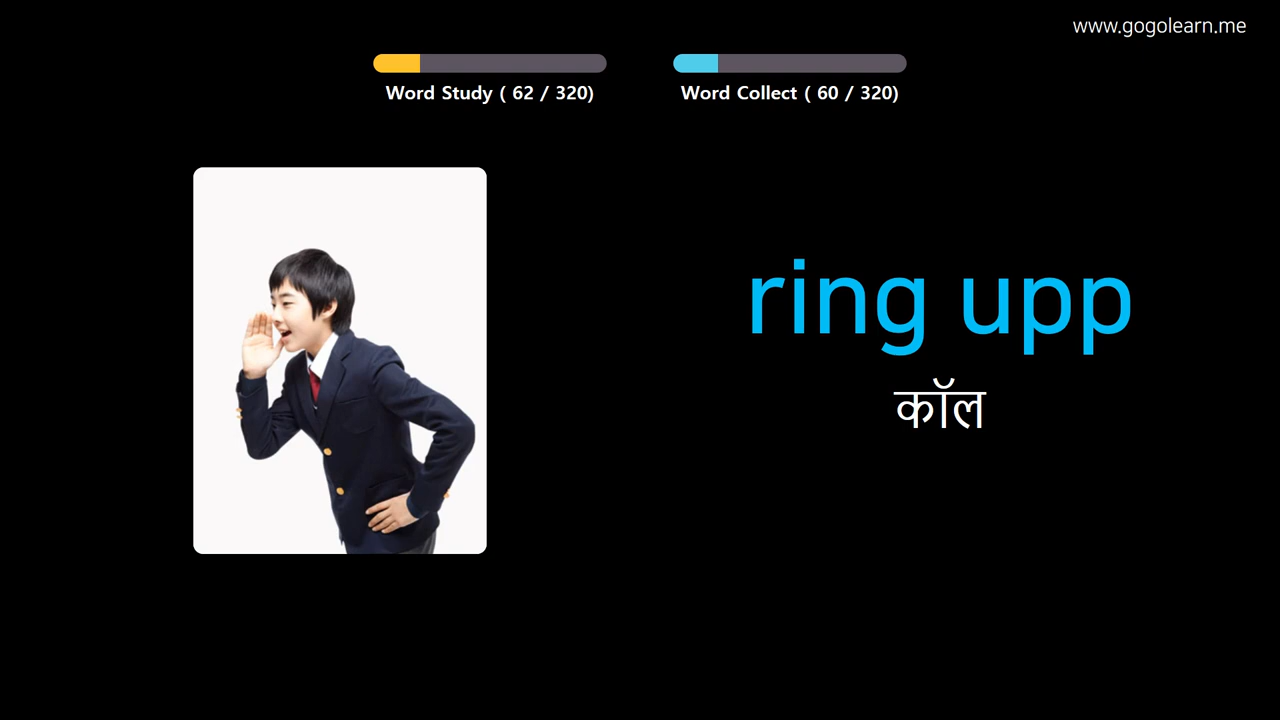 www.gogolearn.me
Word Study ( 62 / 320)
Word Collect ( 60 / 320)
ring upp
कॉल